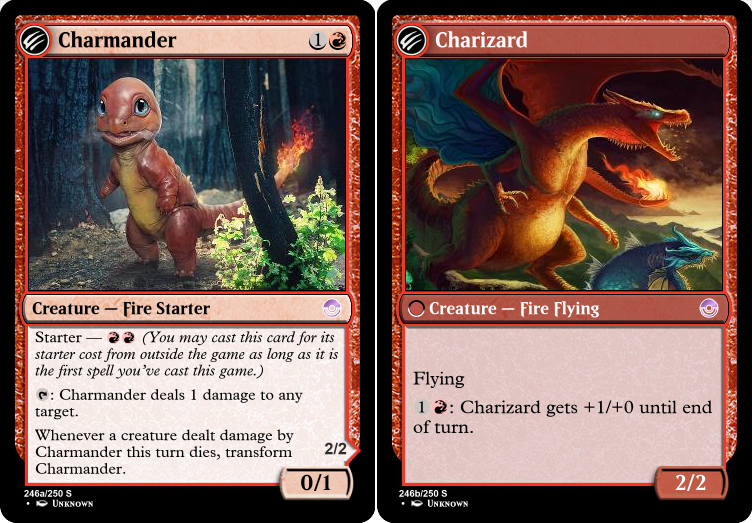 Charmander
1
Creature — Fire Starter
Starter — (You may cast this card for its
starter cost from outside the game as long as it is
the first spell you've cast this game.)
: Charmander deals 1 damage to any
target.
Whenever a creature dealt damage by
Charmander this turn dies, transform
Charmander.
2/2
0/1
246a/250 S
• Unknown
Charizard
Creature — Fire Flying
Flying
1 : Charizard gets +1/+0 until end
of turn.
2/2
246b/250 S
• Unknown